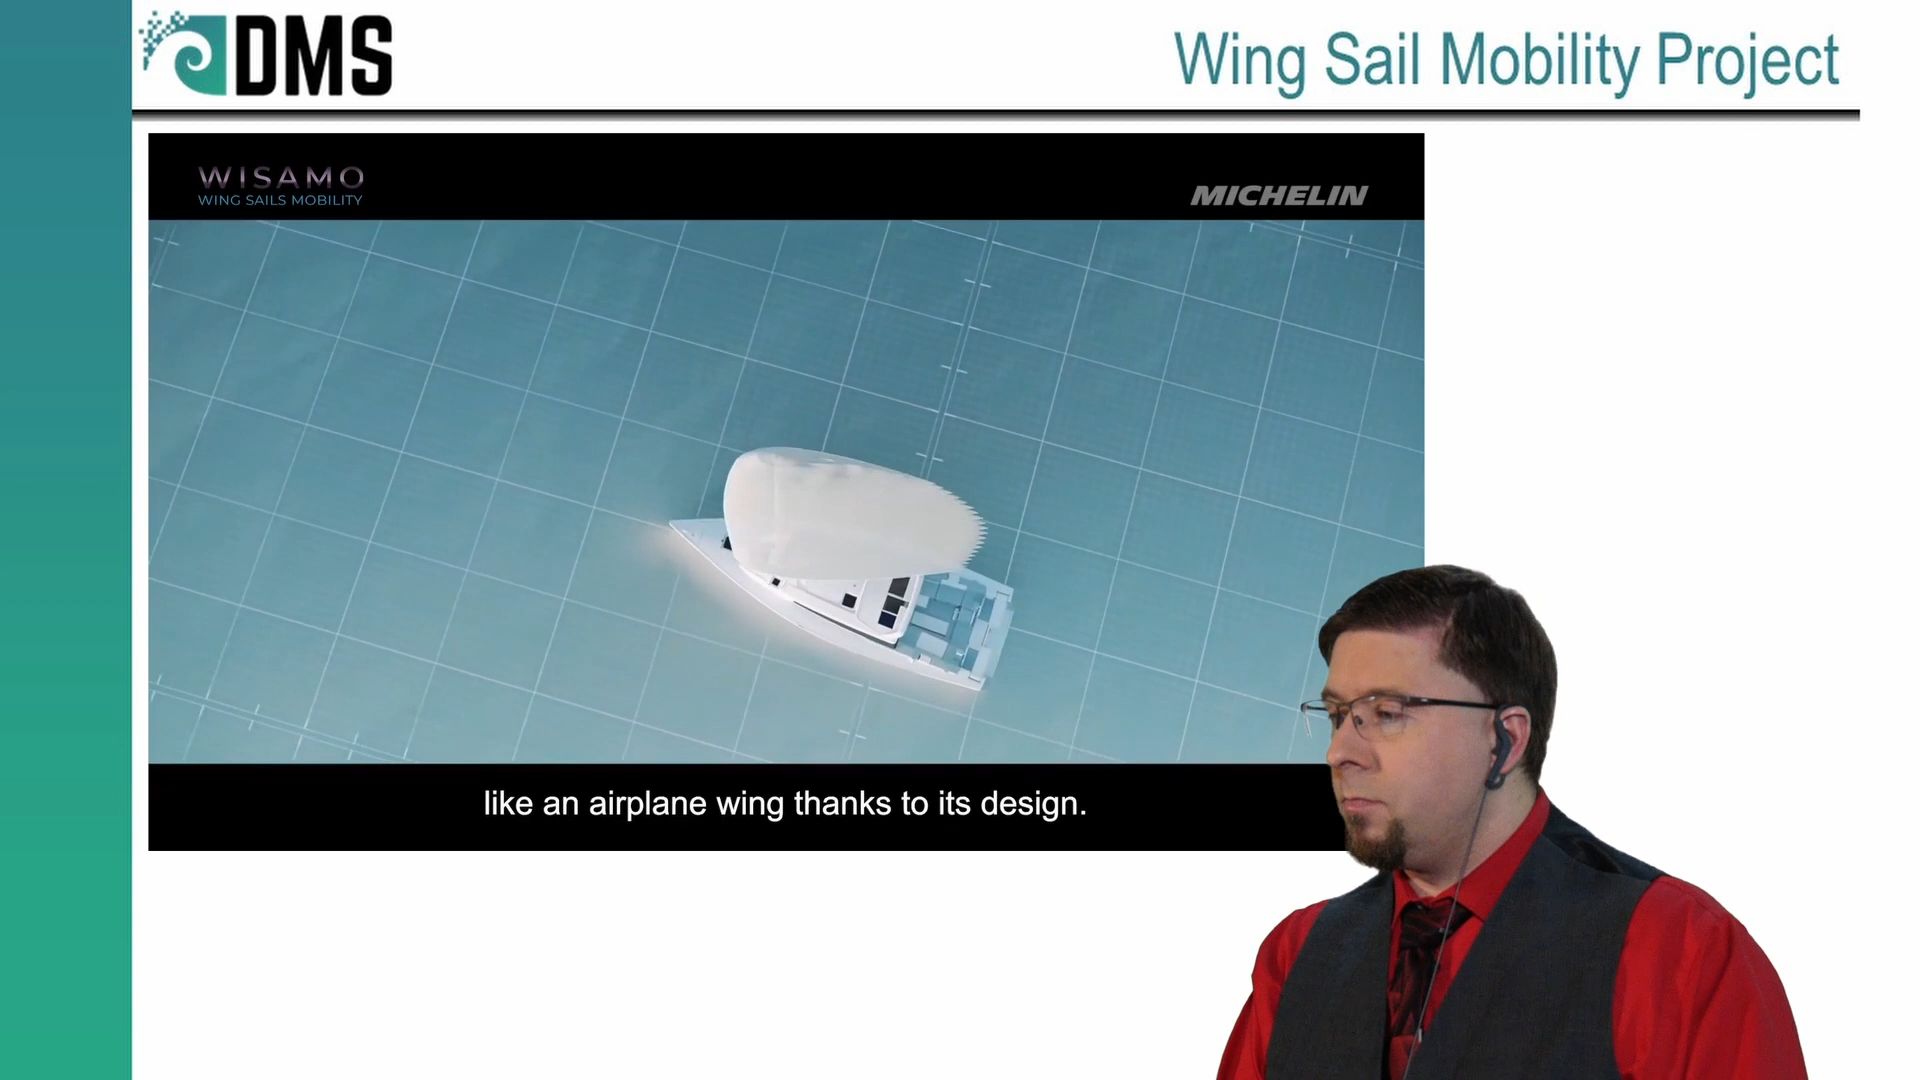 DMS
Wing Sail Mobility Project
WISAMO
WING SAILS MOBILITY
MICHELIN
like an airplane wing thanks to its design.